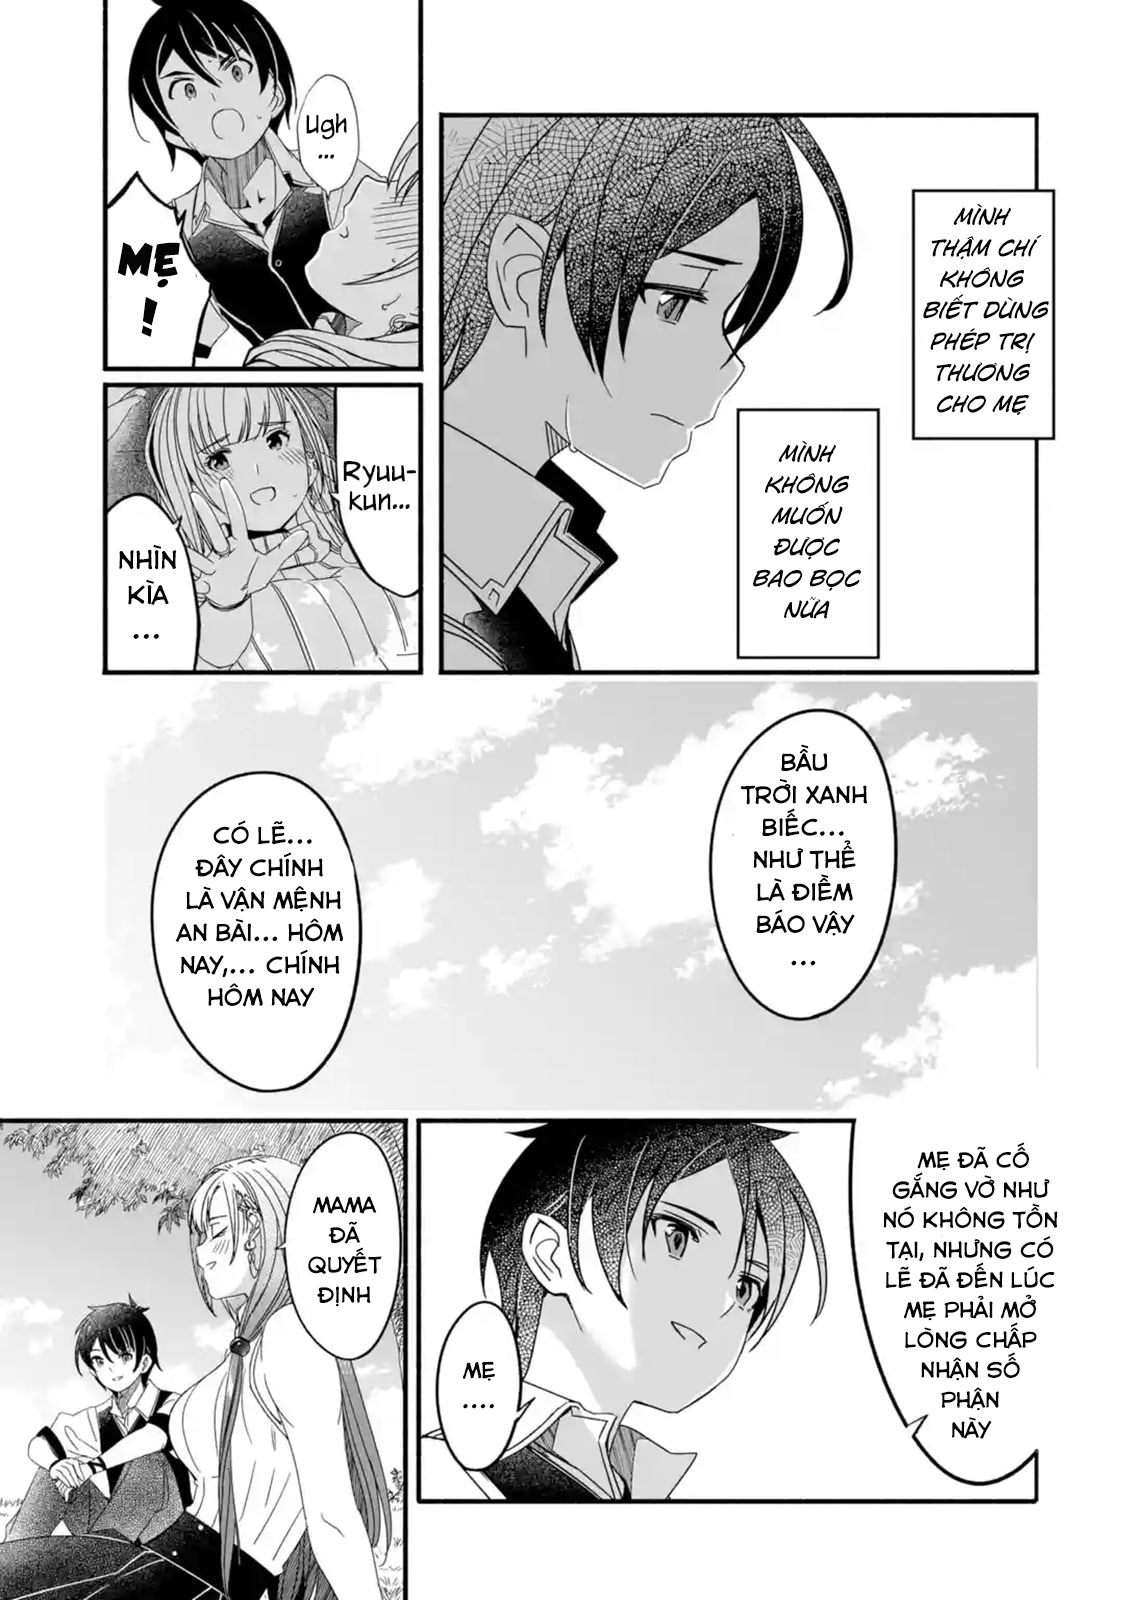 MÌNH
THẬM CHÍ
KHÔNG
BIẾT DÙNG
PHÉP TRỊ
THƯƠNG
CHO MẸ
MÌNH
KHÔNG
MUỐN
ĐƯỢC
BAO BỌC
NỮA
Ugh
...
MẸ
!
Ryuu-
kun...
NHÌN
KÌA
...
BẦU
TRỜI XANH
BIẾC...
NHƯ THỂ
LÀ ĐIỀM
BÁO VẬY
...
CÓ LẼ...
ĐÂY CHÍNH
LÀ VẬN MỆNH
AN BÀI... HÔM
NAY,... CHÍNH
HÔM NAY
MẸ ĐÃ CỐ
GẮNG VỜ NHƯ
NÓ KHÔNG TỒN
TẠI, NHƯNG CÓ
LẼ ĐÃ ĐẾN LÚC
MẸ PHẢI MỞ
LÒNG CHẤP
NHẬN SỐ
PHẬN
NÀY
MẸ
....
MAMA
ĐÃ
QUYẾT
ĐỊNH